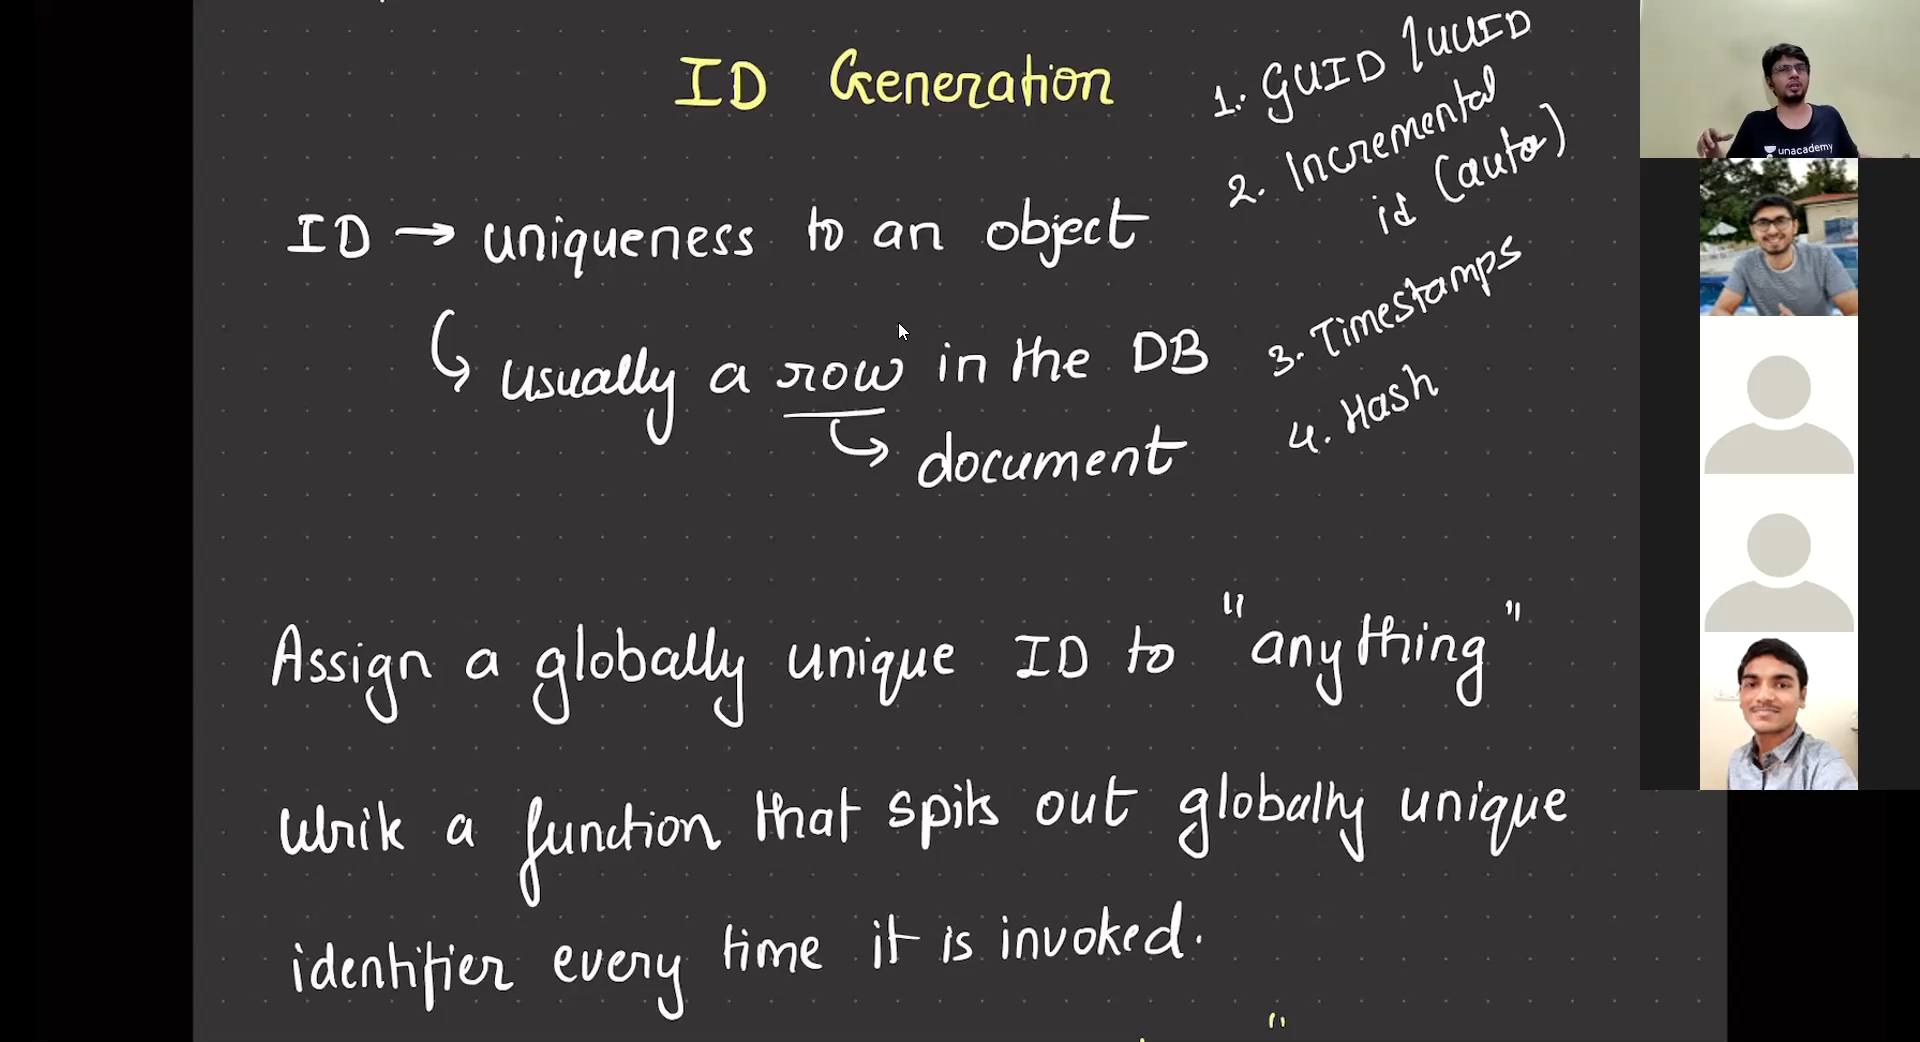 ID Generation
1. GUID / UUID
2. Incremental
id (auto)
3. Timestamps
4. Hash
ID → uniqueness to an object
usually a row in the DB
document
Assign a globally unique ID to "anything"
Write a function that spits out globally unique
identifier every time it is invoked.
unacademy